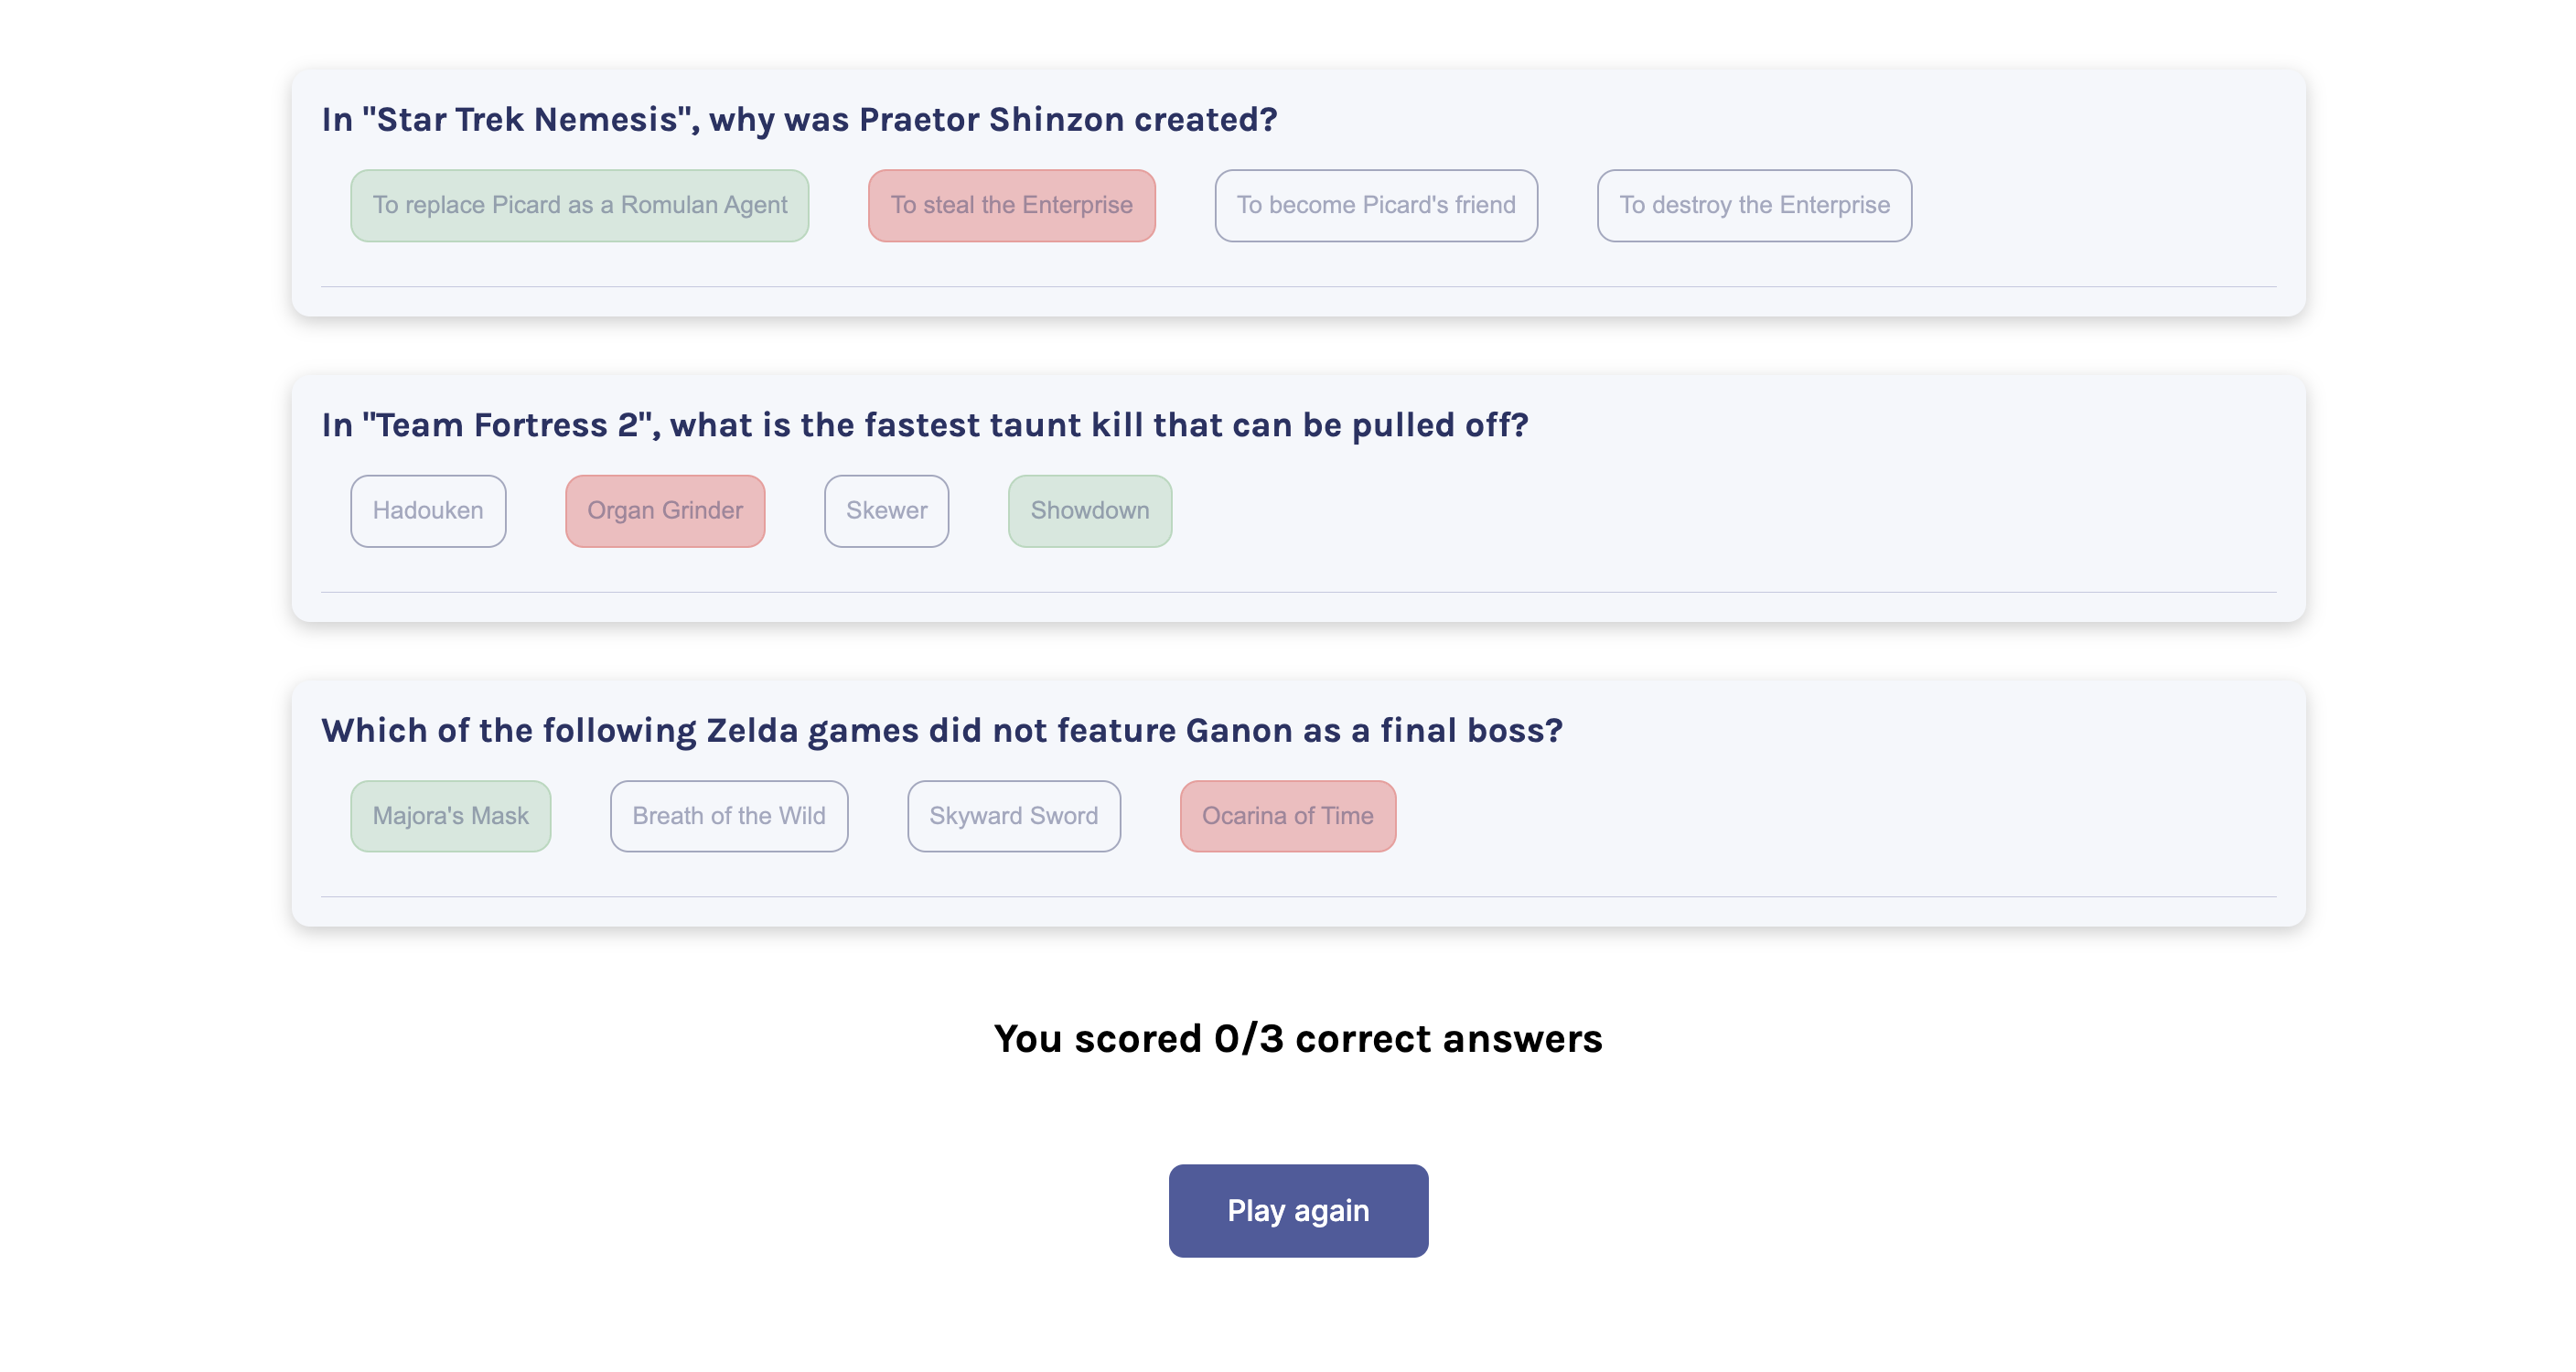 In "Star Trek Nemesis", why was Praetor Shinzon created?
To replace Picard as a Romulan Agent To steal the Enterprise To become Picard's friend To destroy the Enterprise
In "Team Fortress 2", what is the fastest taunt kill that can be pulled off?
Hadouken Organ Grinder Skewer Showdown
Which of the following Zelda games did not feature Ganon as a final boss?
Majora's Mask Breath of the Wild Skyward Sword Ocarina of Time
You scored 0/3 correct answers
Play again